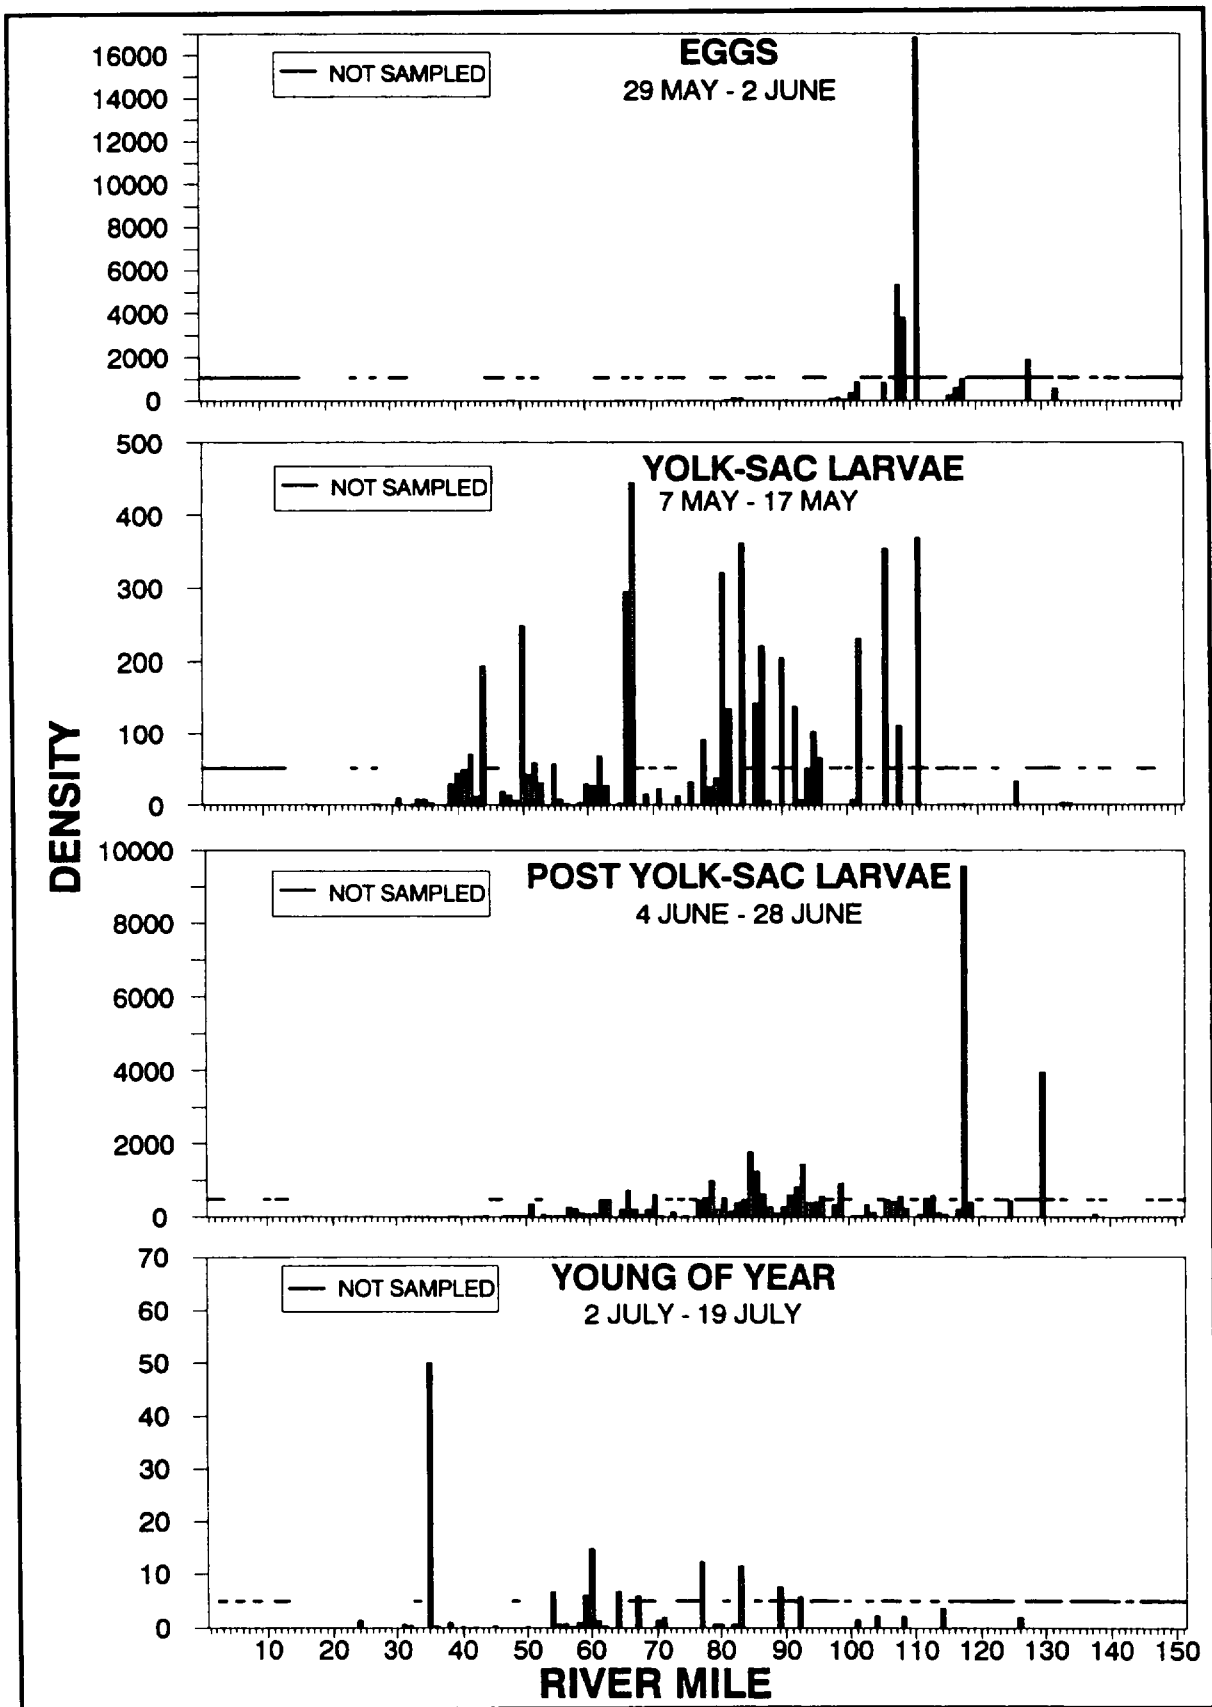 EGGS
29 MAY - 2 JUNE
NOT SAMPLED
16000
14000
12000
10000
8000
6000
4000
2000
0
YOLK-SAC LARVAE
7 MAY - 17 MAY
NOT SAMPLED
500
400
300
200
100
0
DENSITY
POST YOLK-SAC LARVAE
4 JUNE - 28 JUNE
NOT SAMPLED
10000
8000
6000
4000
2000
0
YOUNG OF YEAR
2 JULY - 19 JULY
NOT SAMPLED
70
60
50
40
30
20
10
0
10 20 30 40 50 60 70 80 90 100 110 120 130 140 150
RIVER MILE